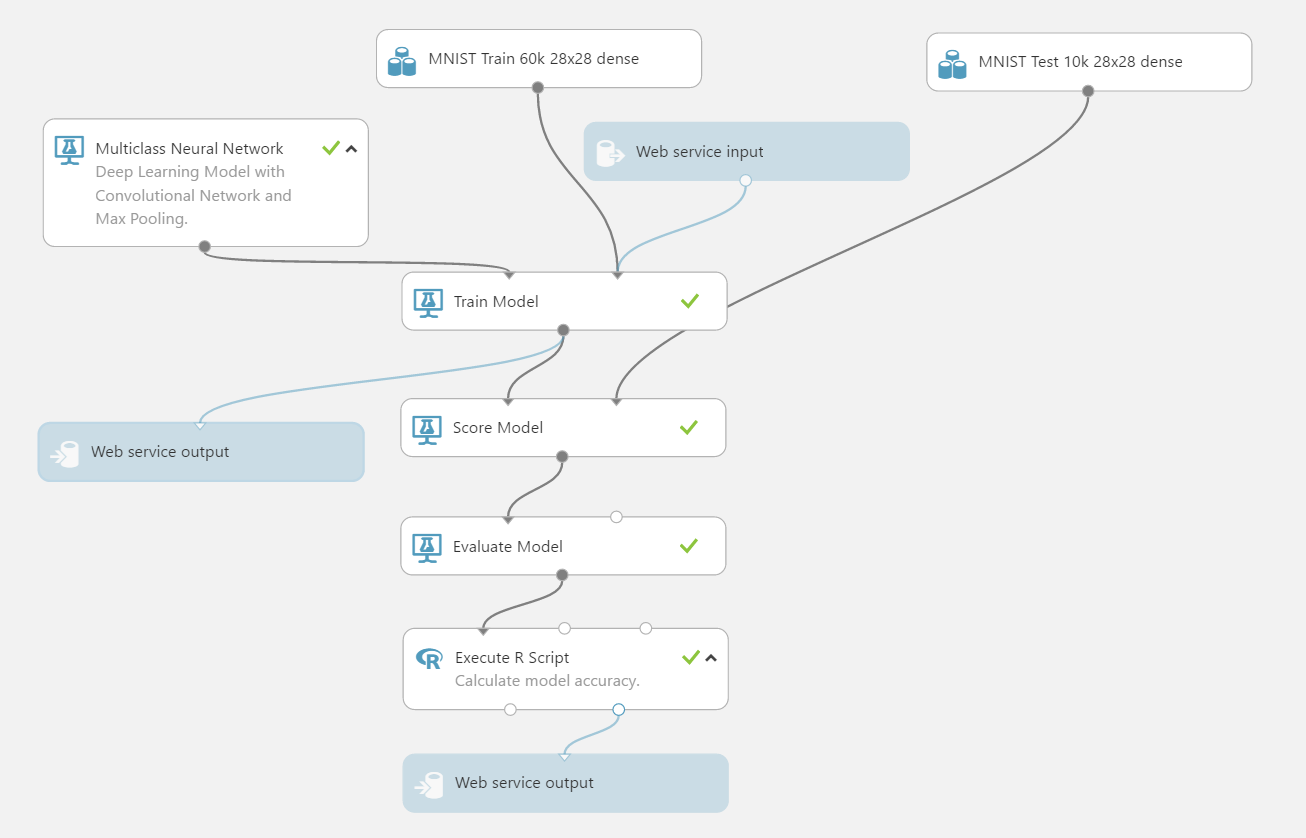 MNIST Train 60k 28x28 dense
MNIST Test 10k 28x28 dense
Multiclass Neural Network
Deep Learning Model with
Convolutional Network and
Max Pooling.
Web service input
Train Model
Score Model
Web service output
Evaluate Model
Execute R Script
Calculate model accuracy.
Web service output